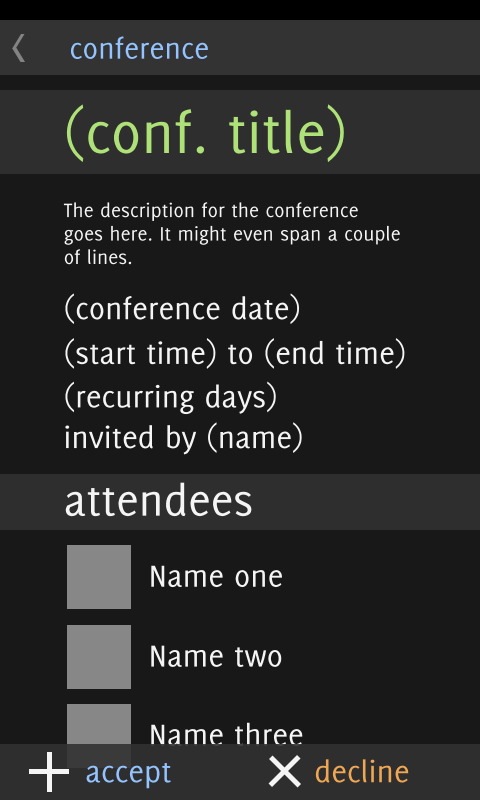 conference
(conf. title)
The description for the conference
goes here. It might even span a couple
of lines.
(conference date)
(start time) to (end time)
(recurring days)
invited by (name)
attendees
Name one
Name two
Name three
accept
decline